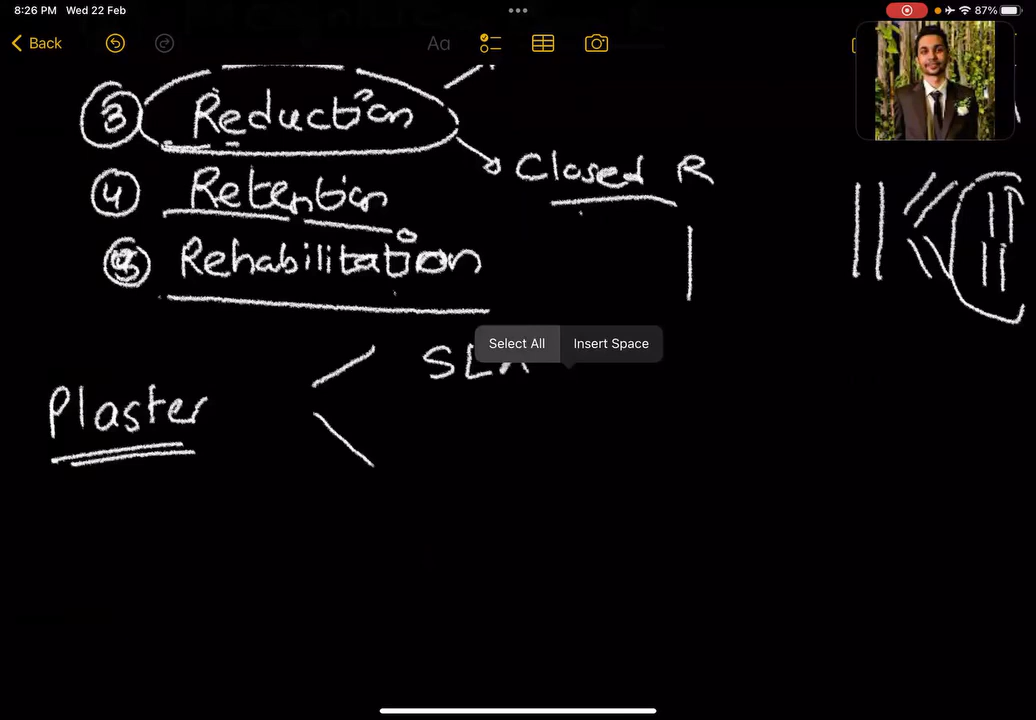 8:26 PM Wed 22 Feb 87%
Back Aa
3 Reduction
Closed R
4 Retention
5 Rehabilitation
Select All Insert Space
Plaster